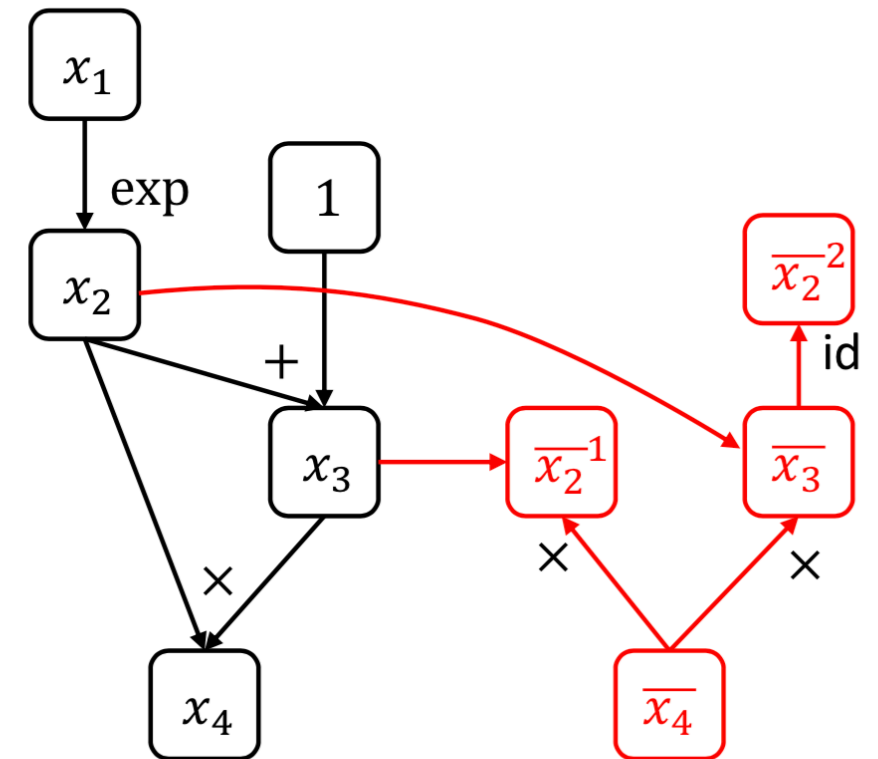 x₁
exp
1
x₂
x̅₂²
id
+
x₃
x̅₂¹
x̅₃
×
×
×
x₄
x̅₄